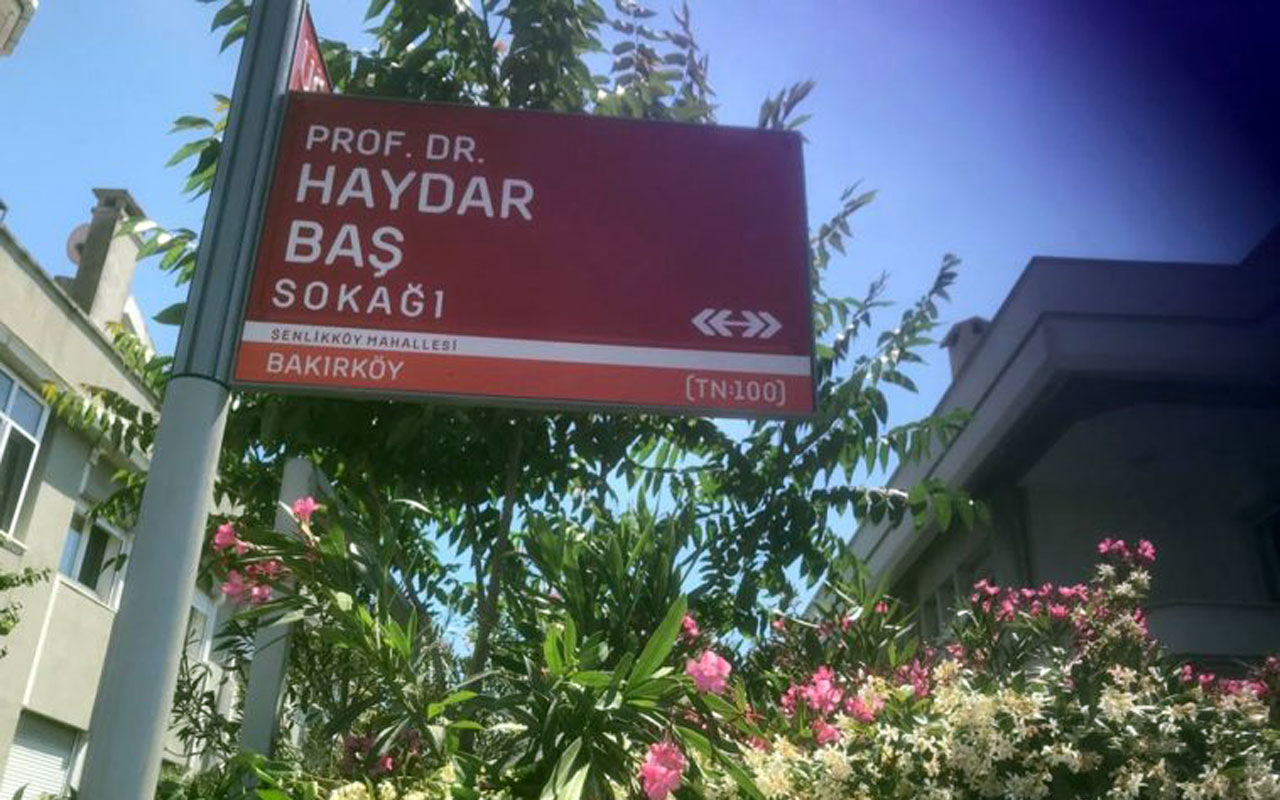 PROF. DR.
HAYDAR
BAŞ
SOKAĞI
ŞENLİKKÖY MAHALLESİ
BAKIRKÖY
(TN:100)